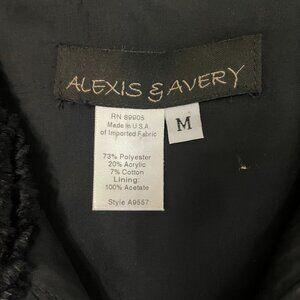 ALEXIS & AVERY
M
RN 89905
Made in U.S.A.
of Imported Fabric
73% Polyester
20% Acrylic
7% Cotton
Lining:
100% Acetate
Style A9557